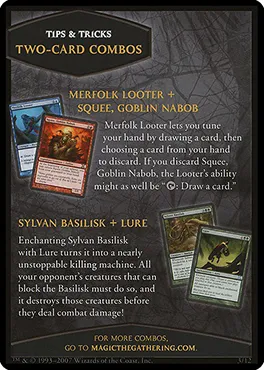 TIPS & TRICKS
TWO-CARD COMBOS
MERFOLK LOOTER +
SQUEE, GOBLIN NABOB
Merfolk Looter lets you tune
your hand by drawing a card, then
choosing a card from your hand
to discard. If you discard Squee,
Goblin Nabob, the Looter's ability
might as well be “: Draw a card.”
SYLVAN BASILISK + LURE
Enchanting Sylvan Basilisk
with Lure turns it into a nearly
unstoppable killing machine. All
your opponent's creatures that
can block the Basilisk must do so, and
it destroys those creatures before
they deal combat damage!
FOR MORE COMBOS,
GO TO MAGICTHEGATHERING.COM.
™ & © 1993–2007 Wizards of the Coast, Inc. 3/12